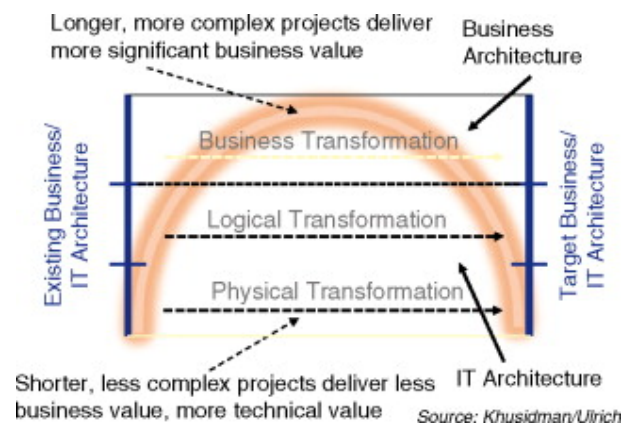 Longer, more complex projects deliver
more significant business value
Business
Architecture
Existing Business/
IT Architecture
Business Transformation
Logical Transformation
Physical Transformation
Target Business/
IT Architecture
Shorter, less complex projects deliver less
business value, more technical value
IT Architecture
Source: Khusidman/Ulrich